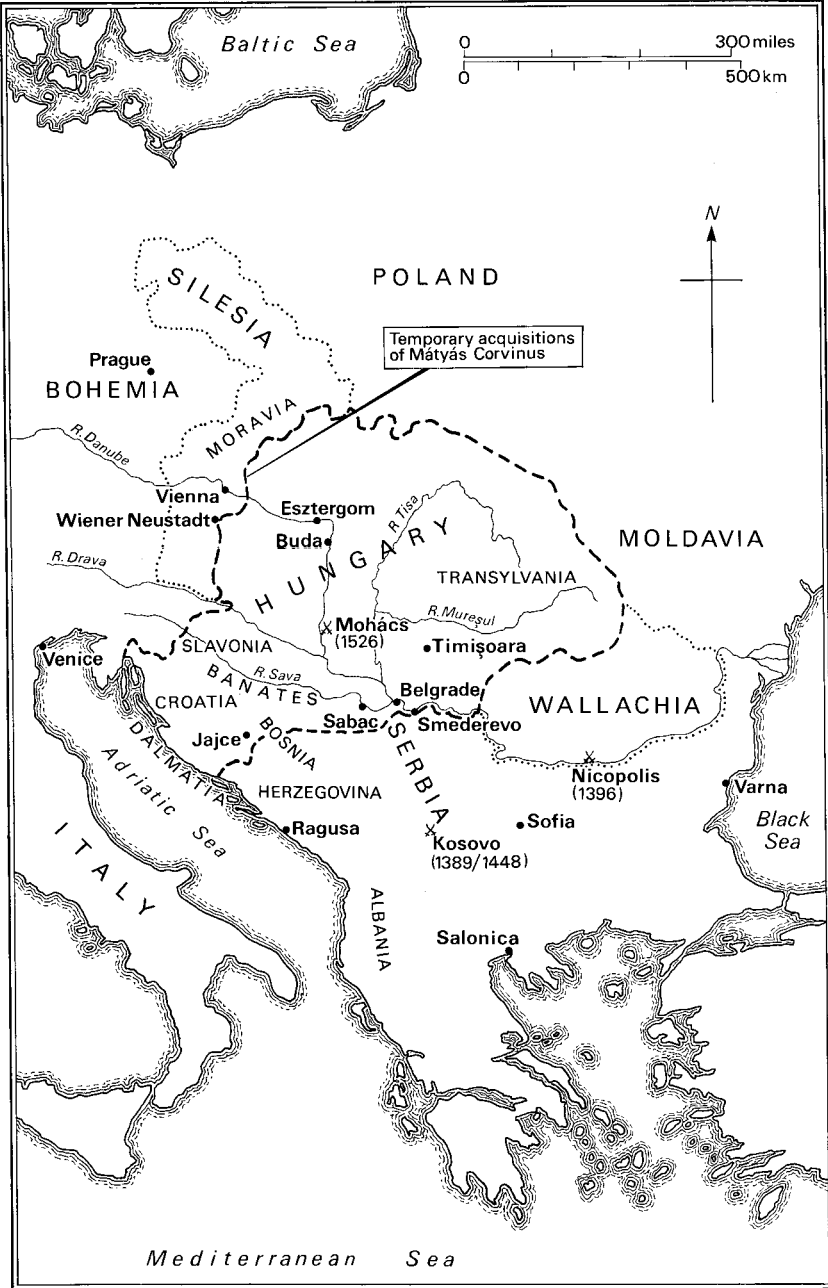 Baltic Sea
0 300 miles
0 500 km
N
POLAND
SILESIA
Temporary acquisitions
of Mátyás Corvinus
Prague
BOHEMIA
MORAVIA
R. Danube
Vienna
Wiener Neustadt
Esztergom
Buda
R. Tisa
HUNGARY
MOLDAVIA
R. Drava
TRANSYLVANIA
R. Mureşul
Mohács
(1526)
Timişoara
SLAVONIA
Venice
R. Sava
BANATES
CROATIA
Belgrade
Sabac
Smederevo
WALLACHIA
Jajce
BOSNIA
SERBIA
DALMATIA
Adriatic Sea
HERZEGOVINA
Nicopolis
(1396)
Varna
Black
Sea
Ragusa
Kosovo
(1389/1448)
Sofia
ITALY
ALBANIA
Salonica
Mediterranean Sea